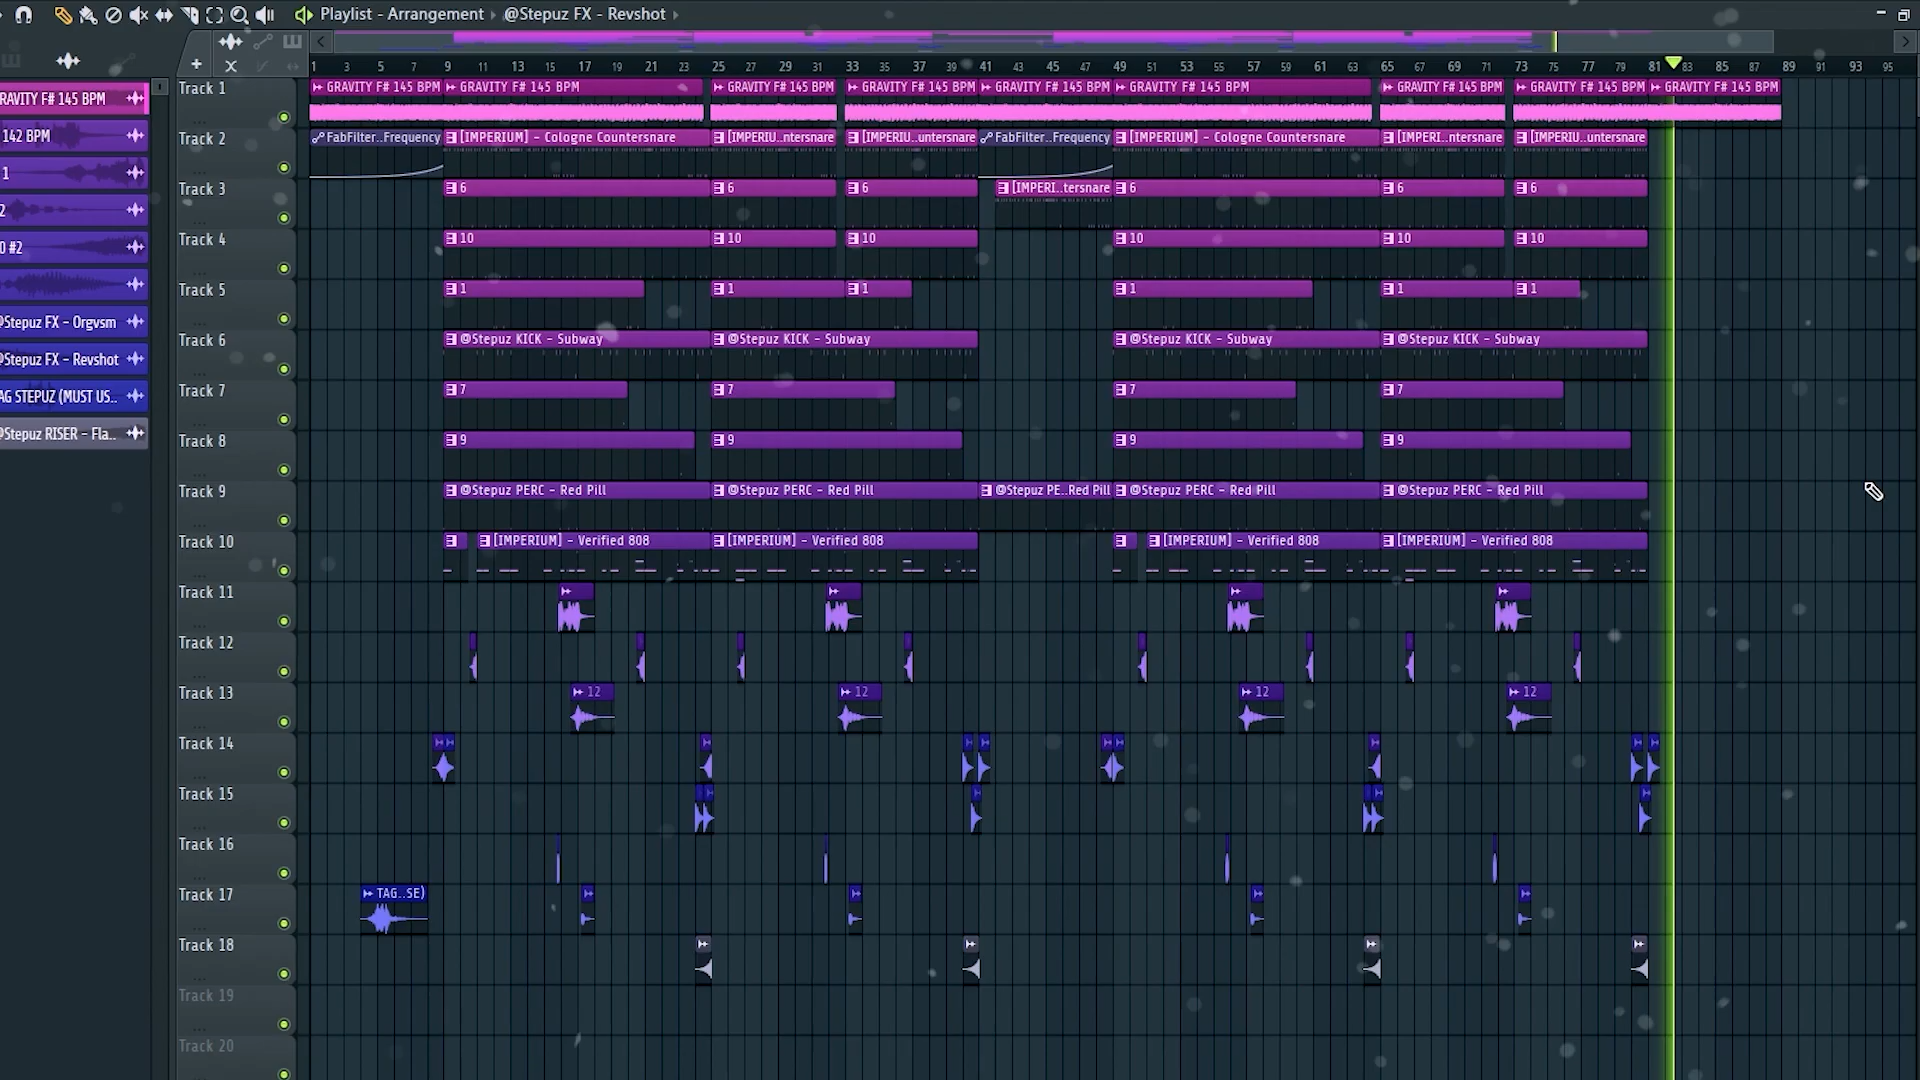 Playlist - Arrangement › @Stepuz FX - Revshot ›
1 3 5 7 9 11 13 15 17 19 21 23 25 27 29 31 33 35 37 39 41 43 45 47 49 51 53 55 57 59 61 63 65 67 69 71 73 75 77 79 81 83 85 87 89 91 93 95
RAVITY F# 145 BPM
142 BPM
1
2
0 #2
@Stepuz FX - Orgvsm
@Stepuz FX - Revshot
AG STEPUZ (MUST US..
@Stepuz RISER - Fla..
Track 1 GRAVITY F# 145 BPM GRAVITY F# 145 BPM GRAVITY F# 145 BPM GRAVITY F# 145 BPM GRAVITY F# 145 BPM GRAVITY F# 145 BPM GRAVITY F# 145 BPM GRAVITY F# 145 BPM GRAVITY F# 145 BPM
Track 2 FabFilter..Frequency [IMPERIUM] - Cologne Countersnare [IMPERIU..ntersnare [IMPERIU..untersnare FabFilter..Frequency [IMPERIUM] - Cologne Countersnare [IMPERI..ntersnare [IMPERIU..untersnare
Track 3 6 6 6 [IMPERI..tersnare 6 6 6
Track 4 10 10 10 10 10 10
Track 5 1 1 1 1 1 1
Track 6 @Stepuz KICK - Subway @Stepuz KICK - Subway @Stepuz KICK - Subway @Stepuz KICK - Subway
Track 7 7 7 7 7
Track 8 9 9 9 9
Track 9 @Stepuz PERC - Red Pill @Stepuz PERC - Red Pill @Stepuz PE..Red Pill @Stepuz PERC - Red Pill @Stepuz PERC - Red Pill
Track 10 [IMPERIUM] - Verified 808 [IMPERIUM] - Verified 808 [IMPERIUM] - Verified 808 [IMPERIUM] - Verified 808
Track 11
Track 12
Track 13 12 12 12 12
Track 14
Track 15
Track 16
Track 17 TAG..SE)
Track 18
Track 19
Track 20